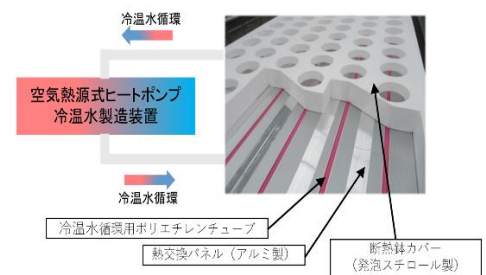 冷温水循環
空気熱源式ヒートポンプ
冷温水製造装置
冷温水循環
冷温水循環用ポリエチレンチューブ
熱交換パネル（アルミ製）
断熱鉢カバー
（発泡スチロール製）